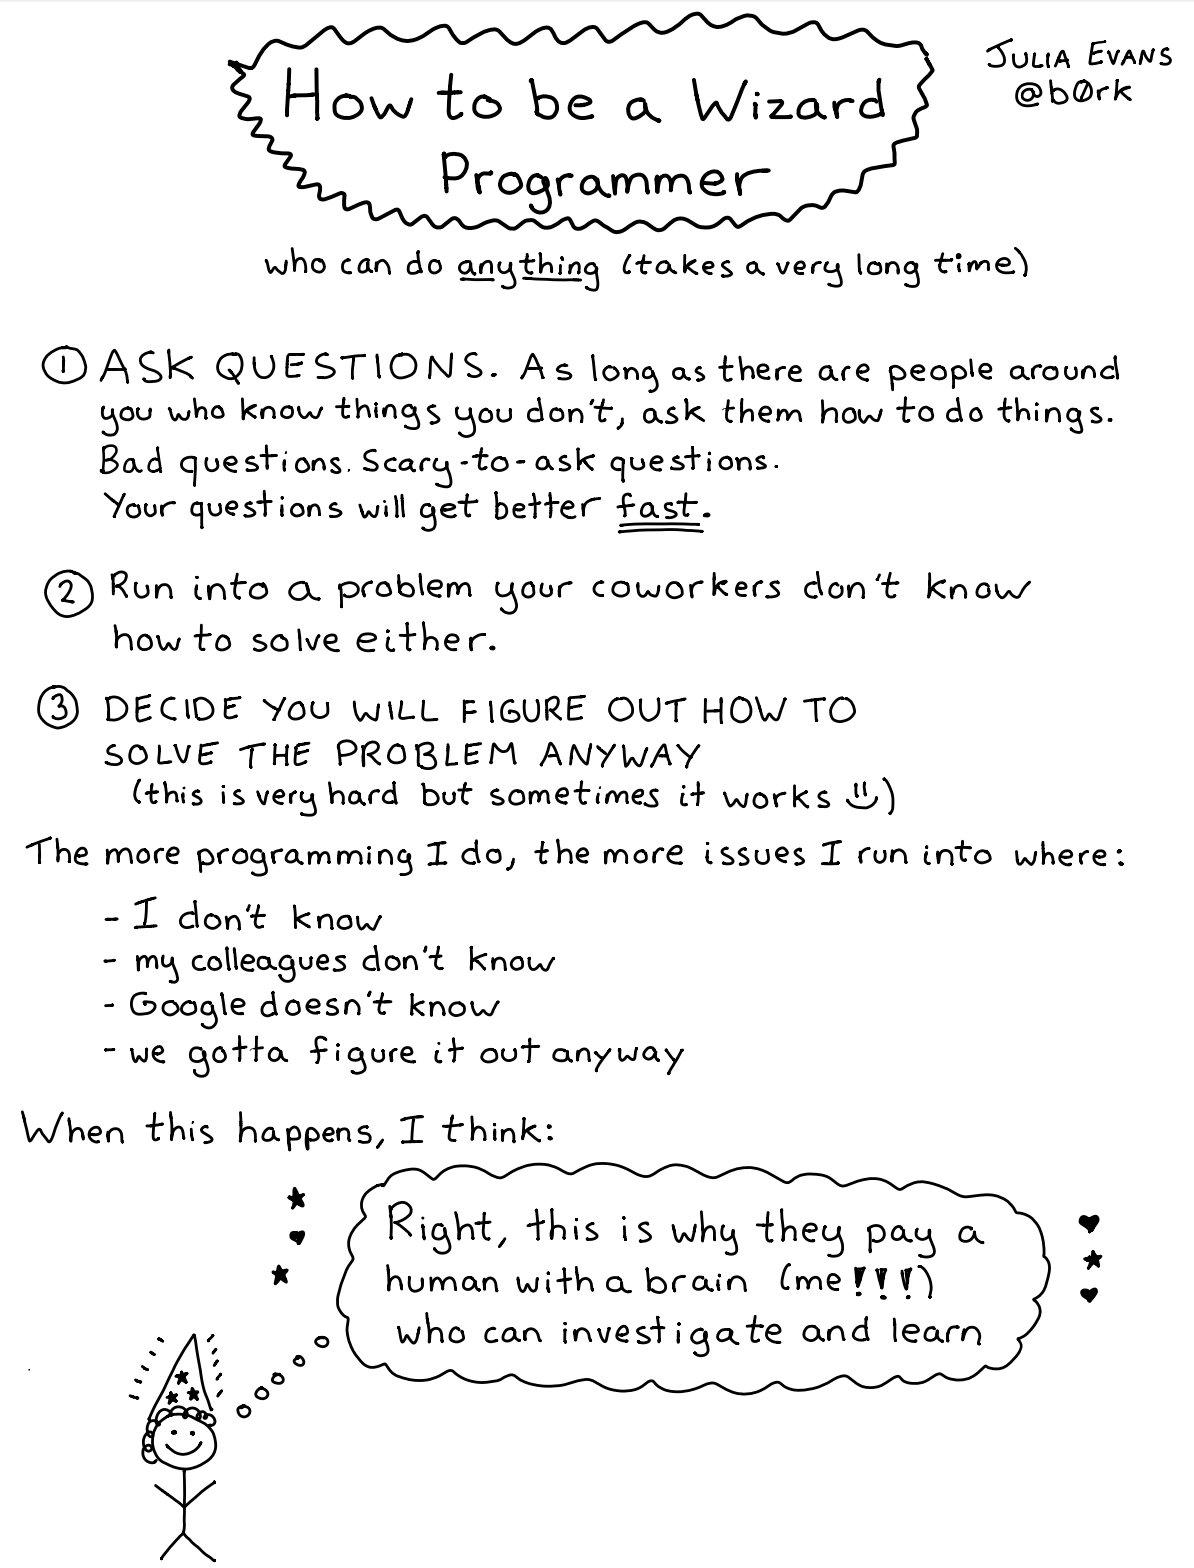 How to be a Wizard
Programmer
JULIA EVANS
@b0rk
who can do anything (takes a very long time)
① ASK QUESTIONS. As long as there are people around
you who know things you don't, ask them how to do things.
Bad questions. Scary-to-ask questions.
Your questions will get better fast.
② Run into a problem your coworkers don't know
how to solve either.
③ DECIDE YOU WILL FIGURE OUT HOW TO
SOLVE THE PROBLEM ANYWAY
(this is very hard but sometimes it works :))
The more programming I do, the more issues I run into where:
- I don't know
- my colleagues don't know
- Google doesn't know
- we gotta figure it out anyway
When this happens, I think:
Right, this is why they pay a
human with a brain (me!!!)
who can investigate and learn